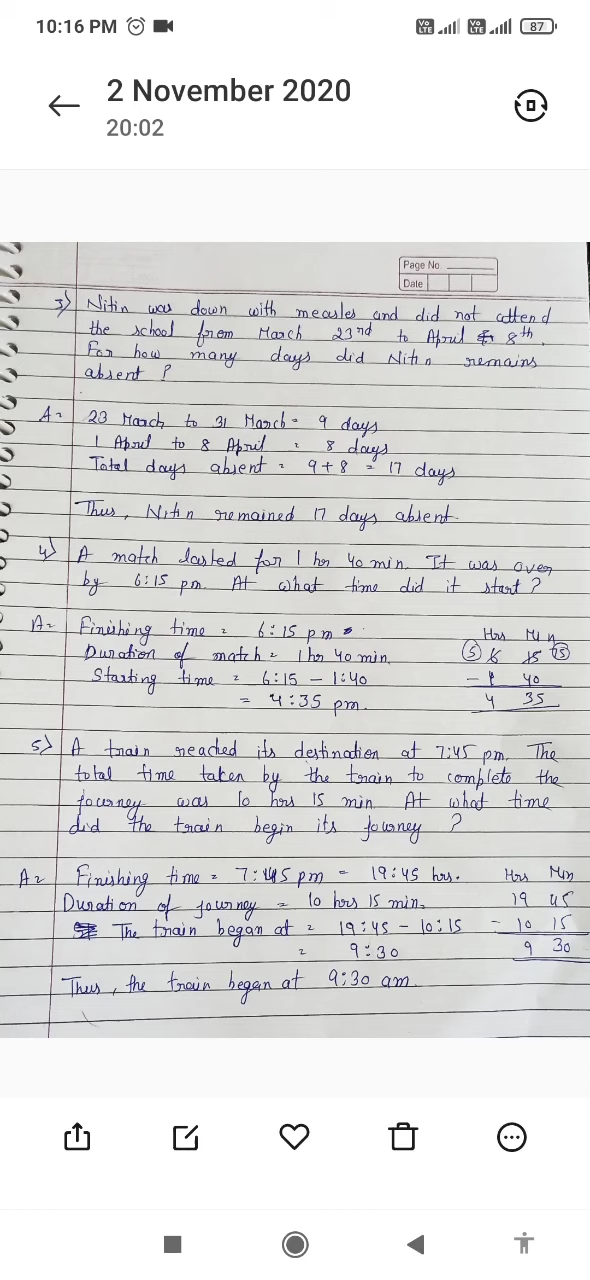 10:16 PM
Vo LTE Vo LTE 87
2 November 2020
20:02
Page No
Date
3) Nitin was down with measles and did not attend
the school from March 23rd to April 8th.
For how many days did Nitin remains
absent ?
A= 23 March to 31 March = 9 days
1 April to 8 April = 8 days
Total days absent = 9+8 = 17 days
Thus, Nitin remained 17 days absent.
4) A match lasted for 1 hr 40 min. It was over
by 6:15 pm. At what time did it start?
A= Finishing time = 6:15 pm
Hrs Min
Duration of match = 1 hr 40 min.
5 6 15 75
Starting time = 6:15 - 1:40
- 1 40
= 4:35 pm.
4 35
5) A train reached its destination at 7:45 pm. The
total time taken by the train to complete the
journey was 10 hrs 15 min. At what time
did the train begin its journey ?
A= Finishing time = 7:45 pm = 19:45 hrs.
Hrs Min
Duration of journey = 10 hrs 15 min.
19 45
The train began at = 19:45 - 10:15
- 10 15
= 9:30
9 30
Thus, the train began at 9:30 am.